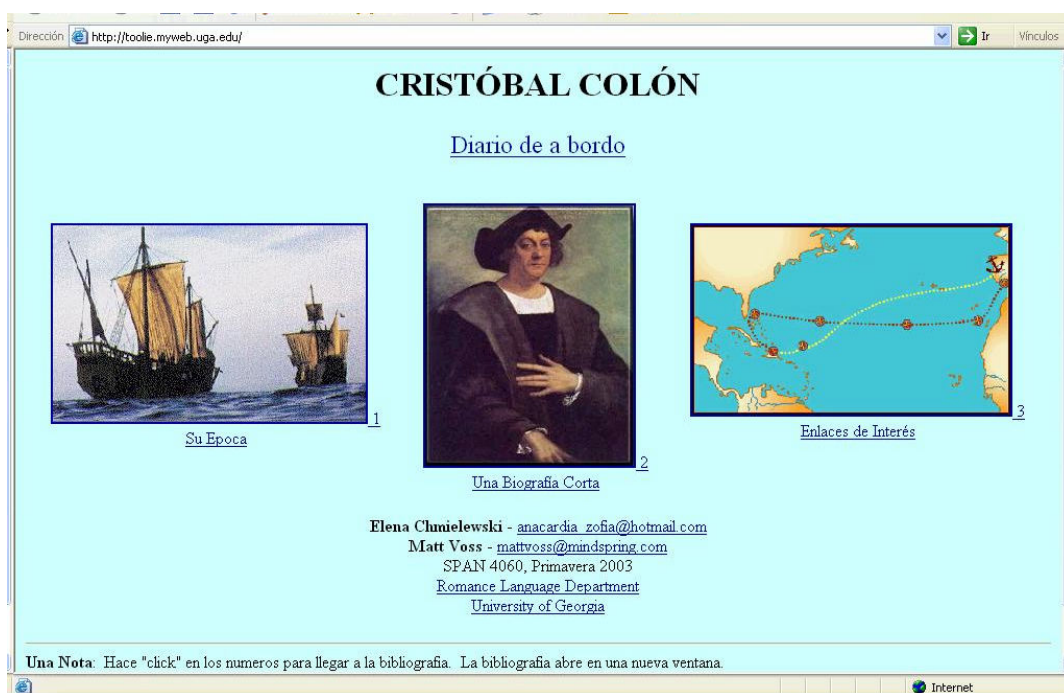 Dirección http://toolie.myweb.uga.edu/ Ir Vínculos
CRISTÓBAL COLÓN
Diario de a bordo
1
Su Epoca
2
Una Biografía Corta
3
Enlaces de Interés
Elena Chmielewski - anacardia_zofia@hotmail.com
Matt Voss - mattvoss@mindspring.com
SPAN 4060, Primavera 2003
Romance Language Department
University of Georgia
Una Nota: Hace "click" en los numeros para llegar a la bibliografia. La bibliografia abre en una nueva ventana.
Internet